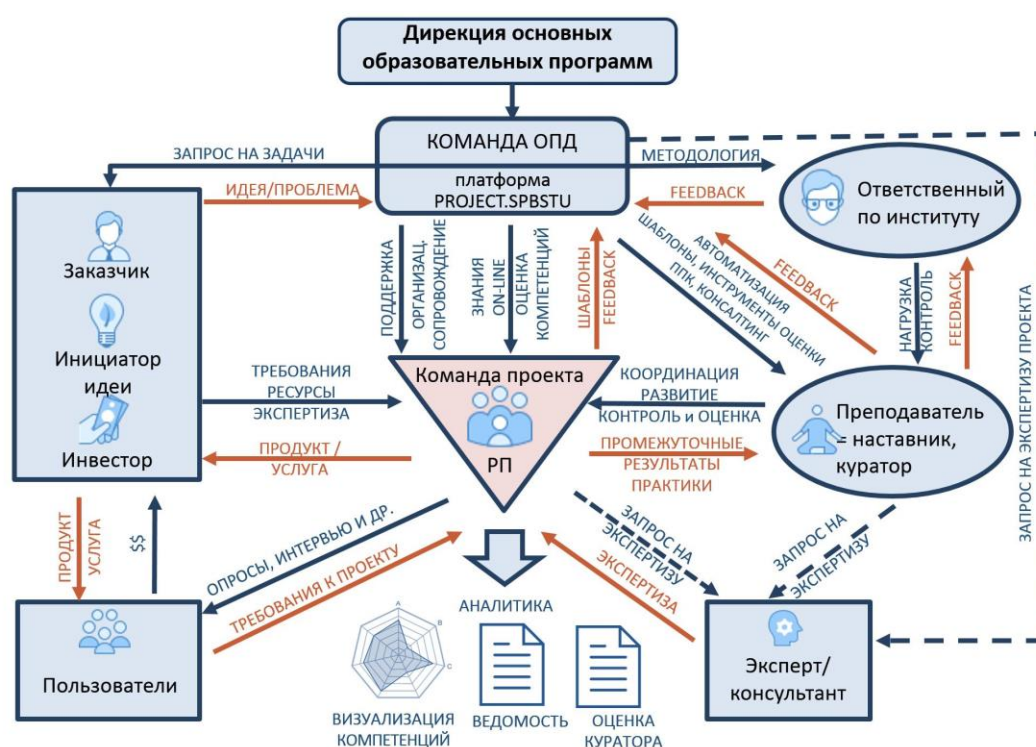 Дирекция основных
образовательных программ
КОМАНДА ОПД
платформа
PROJECT.SPBSTU
ЗАПРОС НА ЗАДАЧИ
МЕТОДОЛОГИЯ
ИДЕЯ/ПРОБЛЕМА
FEEDBACK
Ответственный
по институту
Заказчик
Инициатор
идеи
Инвестор
ПОДДЕРЖКА
ОРГАНИЗАЦ.
СОПРОВОЖДЕНИЕ
ЗНАНИЯ
ON-LINE
ОЦЕНКА
КОМПЕТЕНЦИЙ
ШАБЛОНЫ
FEEDBACK
АВТОМАТИЗАЦИЯ
ШАБЛОНЫ, ИНСТРУМЕНТЫ ОЦЕНКИ
ППК, КОНСАЛТИНГ
FEEDBACK
НАГРУЗКА
КОНТРОЛЬ
FEEDBACK
ЗАПРОС НА ЭКСПЕРТИЗУ ПРОЕКТА
ТРЕБОВАНИЯ
РЕСУРСЫ
ЭКСПЕРТИЗА
Команда проекта
РП
КООРДИНАЦИЯ
РАЗВИТИЕ
КОНТРОЛЬ и ОЦЕНКА
Преподаватель
= наставник,
куратор
ПРОДУКТ /
УСЛУГА
ПРОМЕЖУТОЧНЫЕ
РЕЗУЛЬТАТЫ
ПРАКТИКИ
ПРОДУКТ
УСЛУГА
$$
ОПРОСЫ, ИНТЕРВЬЮ И ДР.
ТРЕБОВАНИЯ К ПРОЕКТУ
ЗАПРОС НА
ЭКСПЕРТИЗУ
ЭКСПЕРТИЗА
ЗАПРОС НА
ЭКСПЕРТИЗУ
Пользователи
АНАЛИТИКА
A
B
C
ВИЗУАЛИЗАЦИЯ
КОМПЕТЕНЦИЙ
ВЕДОМОСТЬ
ОЦЕНКА
КУРАТОРА
Эксперт/
консультант